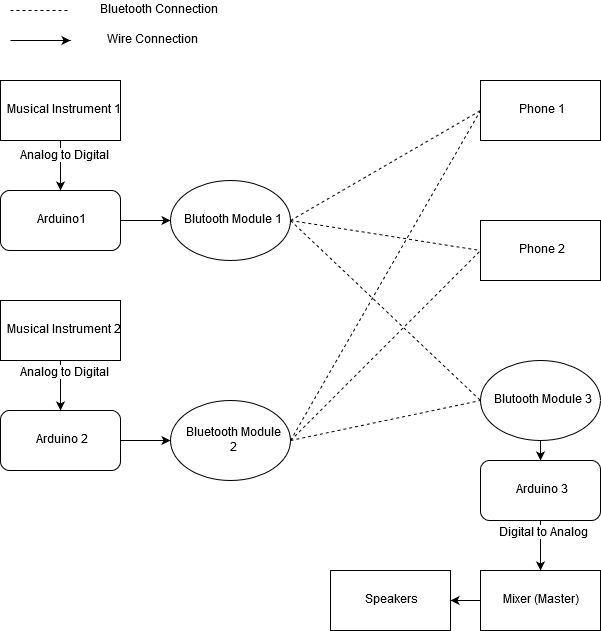 Bluetooth Connection
Wire Connection
Musical Instrument 1
Phone 1
Analog to Digital
Arduino1
Blutooth Module 1
Phone 2
Musical Instrument 2
Analog to Digital
Blutooth Module 3
Arduino 2
Bluetooth Module
2
Arduino 3
Digital to Analog
Speakers
Mixer (Master)